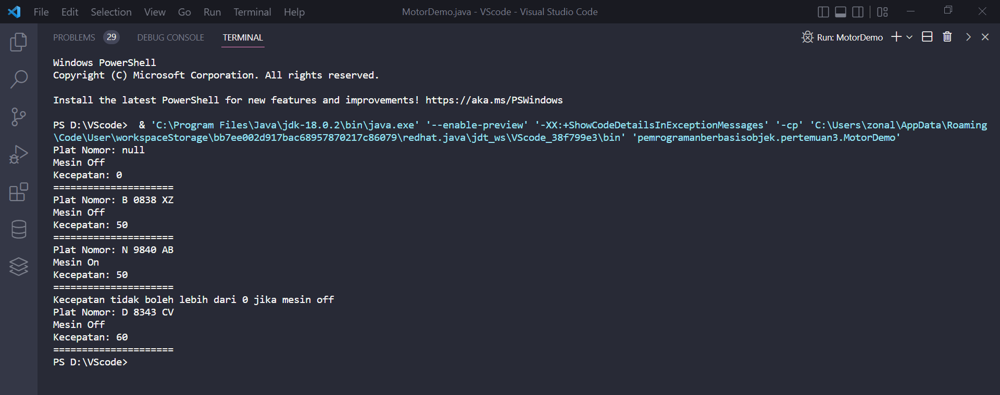 File Edit Selection View Go Run Terminal Help MotorDemo.java - VScode - Visual Studio Code
PROBLEMS 29 DEBUG CONSOLE TERMINAL Run: MotorDemo
Windows PowerShell
Copyright (C) Microsoft Corporation. All rights reserved.
Install the latest PowerShell for new features and improvements! https://aka.ms/PSWindows
PS D:\VScode>  & 'C:\Program Files\Java\jdk-18.0.2\bin\java.exe' '--enable-preview' '-XX:+ShowCodeDetailsInExceptionMessages' '-cp' 'C:\Users\zonal\AppData\Roaming
\Code\User\workspaceStorage\bb7ee002d917bac68957870217c86079\redhat.java\jdt_ws\VScode_38f799e3\bin' 'pemrogramanberbasisobjek.pertemuan3.MotorDemo'
Plat Nomor: null
Mesin Off
Kecepatan: 0
=====================
Plat Nomor: B 0838 XZ
Mesin Off
Kecepatan: 50
=====================
Plat Nomor: N 9840 AB
Mesin On
Kecepatan: 50
=====================
Kecepatan tidak boleh lebih dari 0 jika mesin off
Plat Nomor: D 8343 CV
Mesin Off
Kecepatan: 60
=====================
PS D:\VScode>